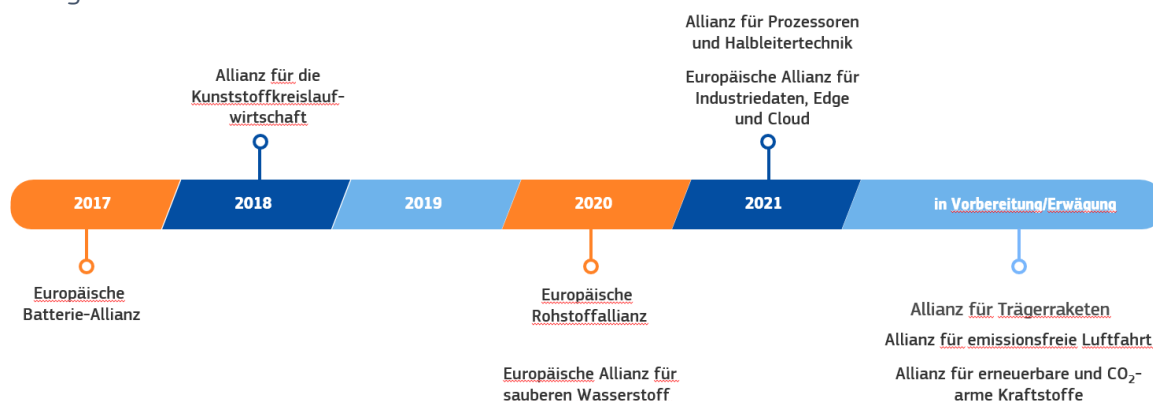 Allianz für Prozessoren
und Halbleitertechnik
Allianz für die
Kunststoffkreislauf-
wirtschaft
Europäische Allianz für
Industriedaten, Edge
und Cloud
2017
2018
2019
2020
2021
in Vorbereitung/Erwägung
Europäische
Batterie-Allianz
Europäische
Rohstoffallianz
Europäische Allianz für
sauberen Wasserstoff
Allianz für Trägerraketen
Allianz für emissionsfreie Luftfahrt
Allianz für erneuerbare und CO₂-
arme Kraftstoffe